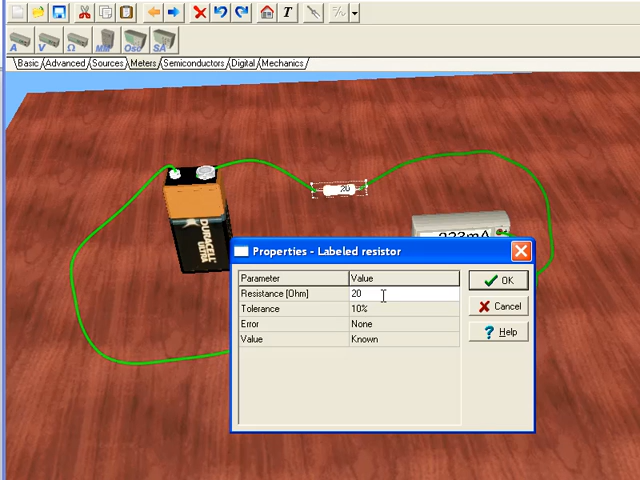 T
A V Ω MM Osc SA
Basic Advanced Sources Meters Semiconductors Digital Mechanics
20
DURACELL
ULTRA
Properties - Labeled resistor
Parameter Value
Resistance [Ohm] 20
Tolerance 10%
Error None
Value Known
OK
Cancel
Help